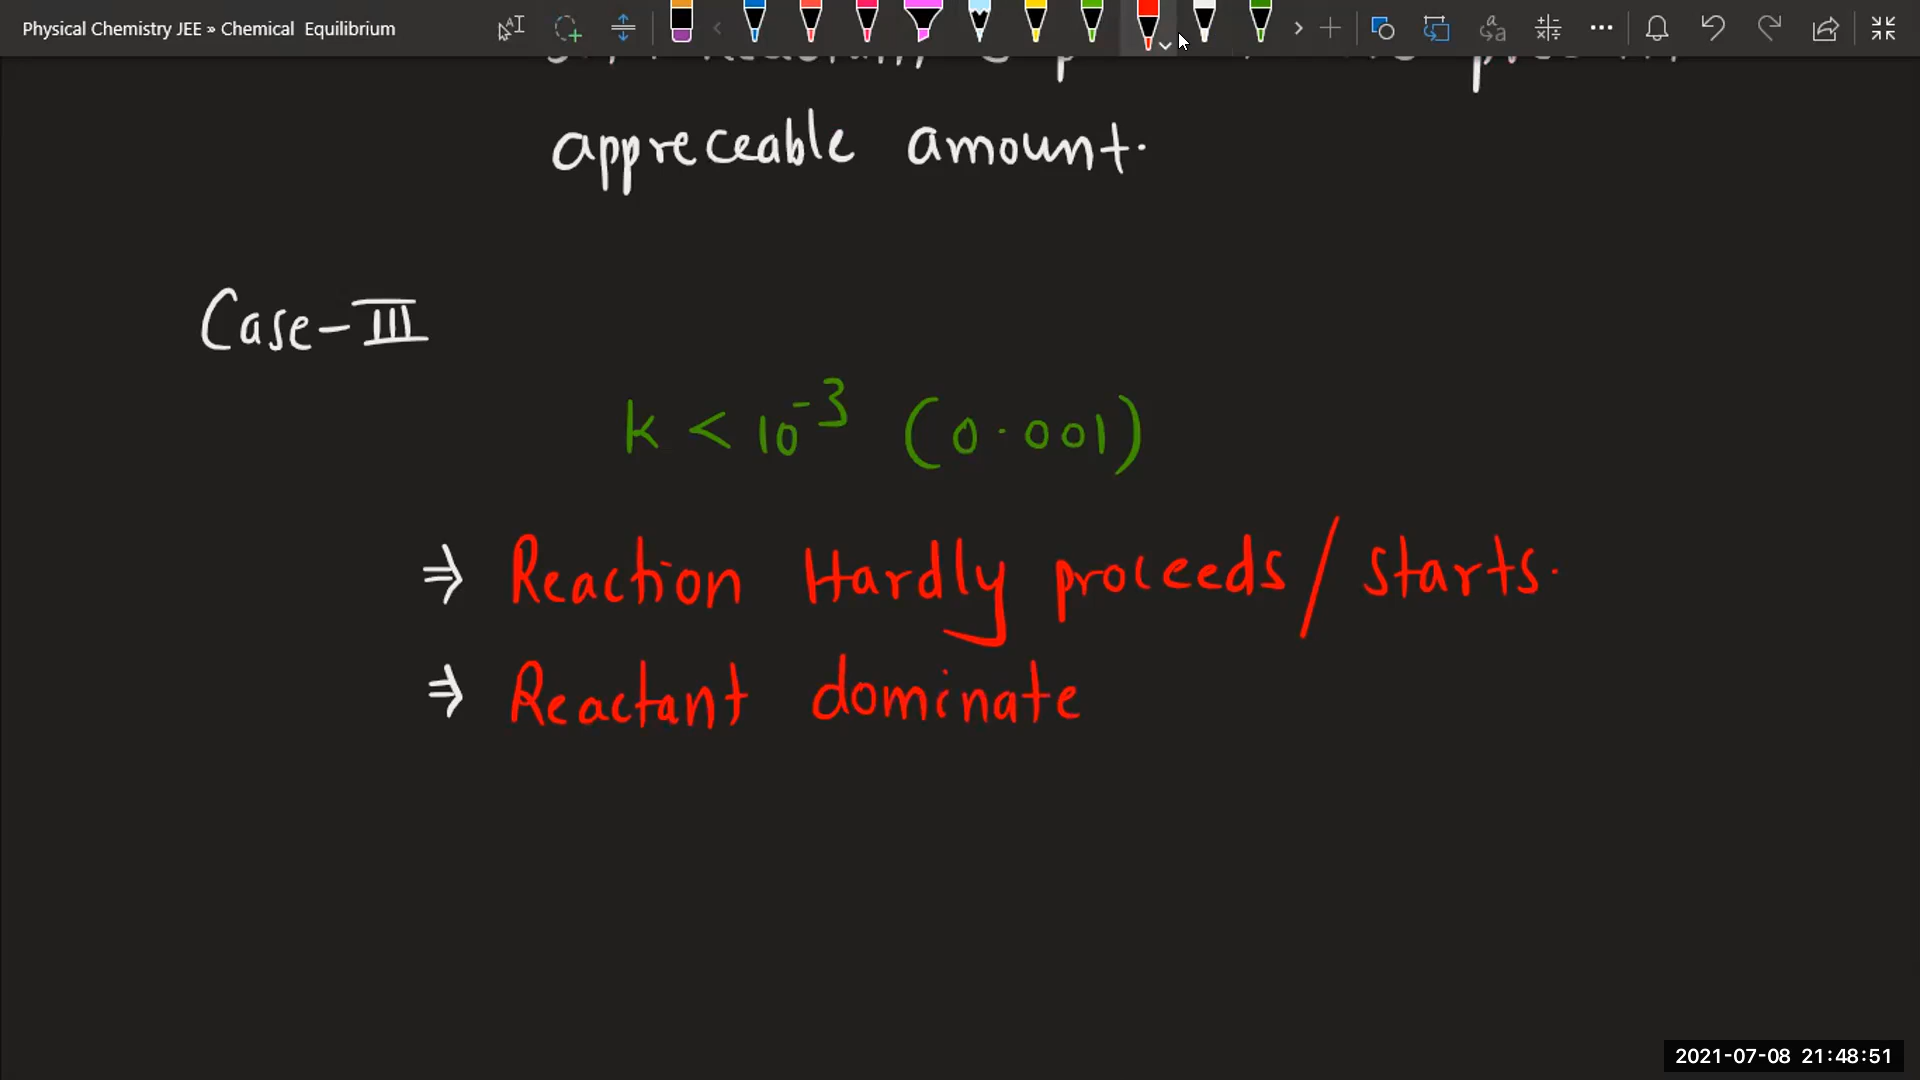 Physical Chemistry JEE » Chemical Equilibrium
appreceable amount.
Case-III
K < 10⁻³ (0.001)
⇒ Reaction Hardly proceeds / starts.
⇒ Reactant dominate
2021-07-08 21:48:51